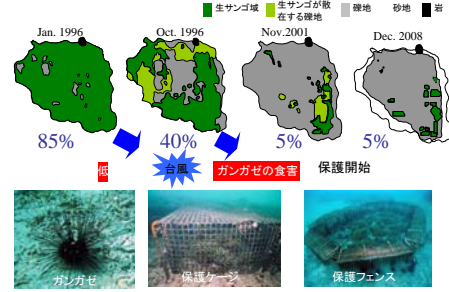 生サンゴ域
生サンゴが散在する礫地
礫地
砂地
岩
Jan. 1996
Oct. 1996
Nov.2001
Dec. 2008
85%
40%
5%
5%
低
台風
ガンガゼの食害
保護開始
ガンガゼ
保護ケージ
保護フェンス